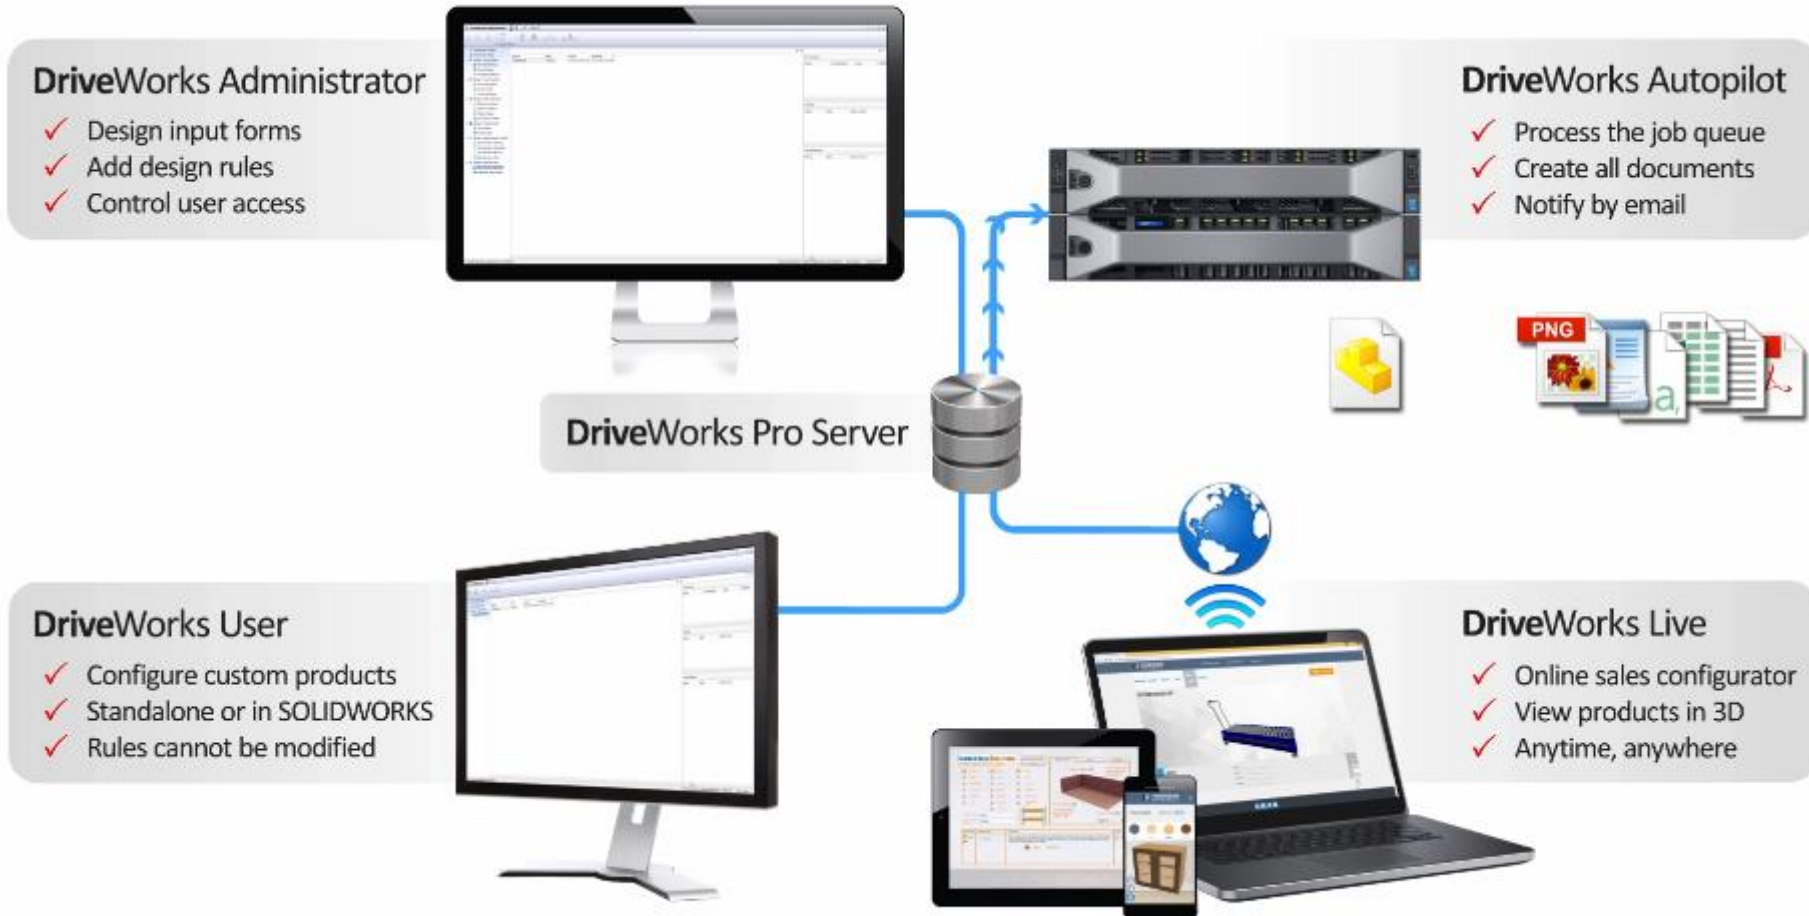 DriveWorks Administrator
Design input forms
Add design rules
Control user access
DriveWorks Autopilot
Process the job queue
Create all documents
Notify by email
PNG
a,
DriveWorks Pro Server
DriveWorks User
Configure custom products
Standalone or in SOLIDWORKS
Rules cannot be modified
DriveWorks Live
Online sales configurator
View products in 3D
Anytime, anywhere